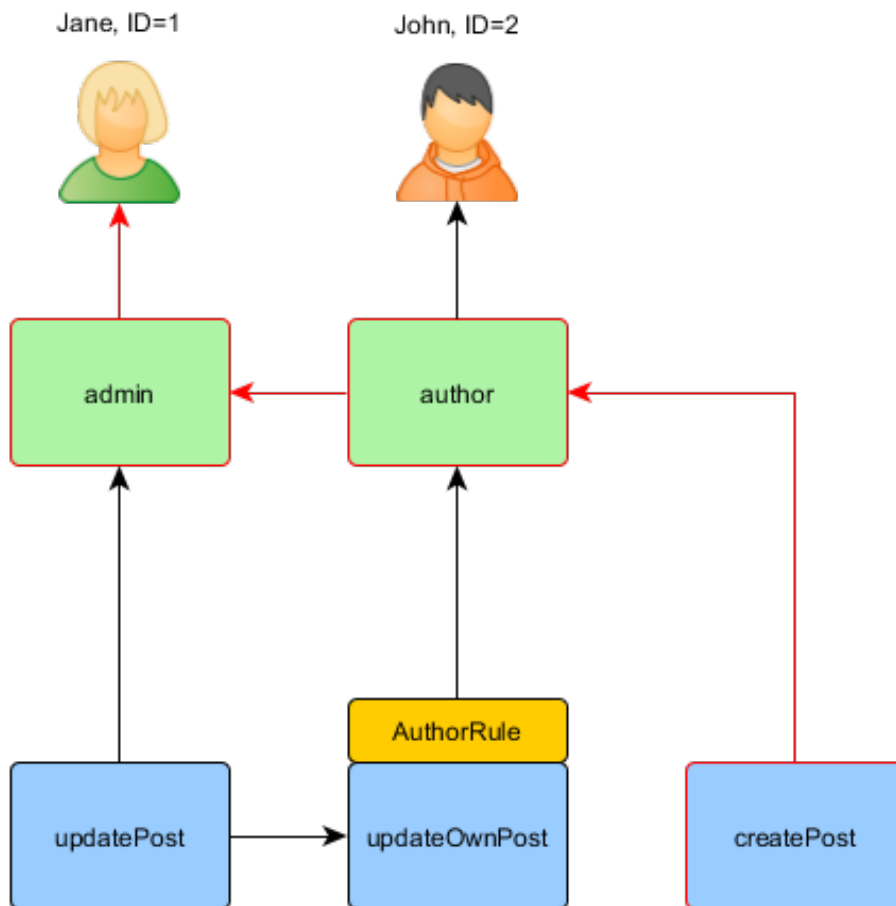 Jane, ID=1
John, ID=2
admin
author
AuthorRule
updatePost
updateOwnPost
createPost